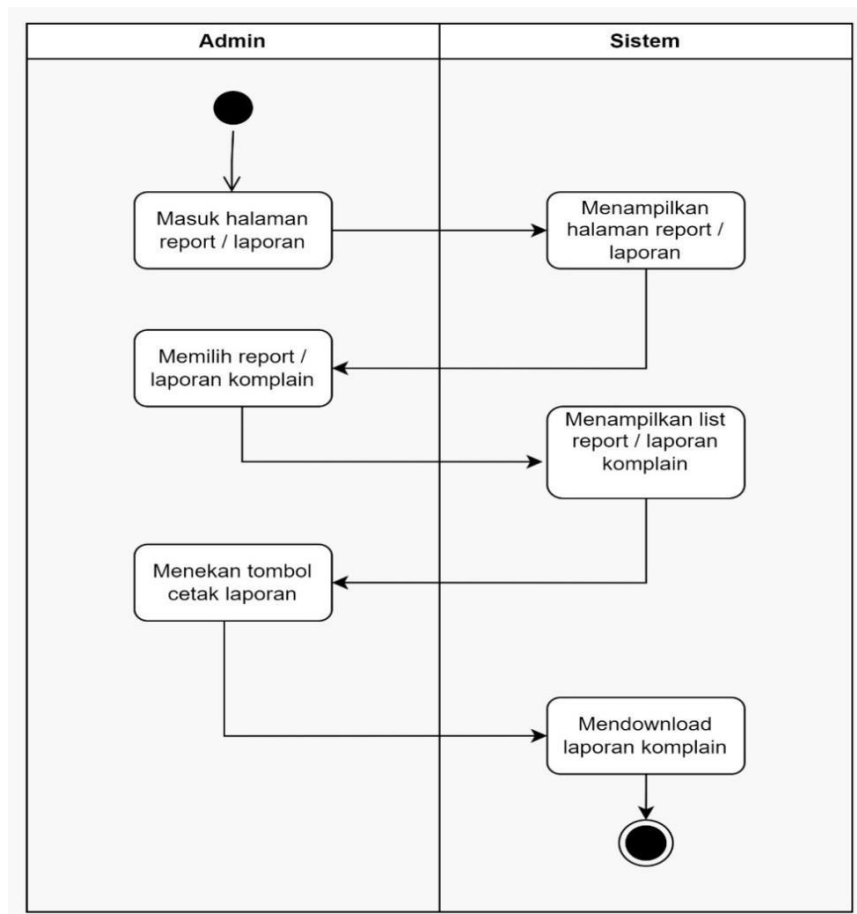 Admin
Sistem
Masuk halaman
report / laporan
Menampilkan
halaman report /
laporan
Memilih report /
laporan komplain
Menampilkan list
report / laporan
komplain
Menekan tombol
cetak laporan
Mendownload
laporan komplain